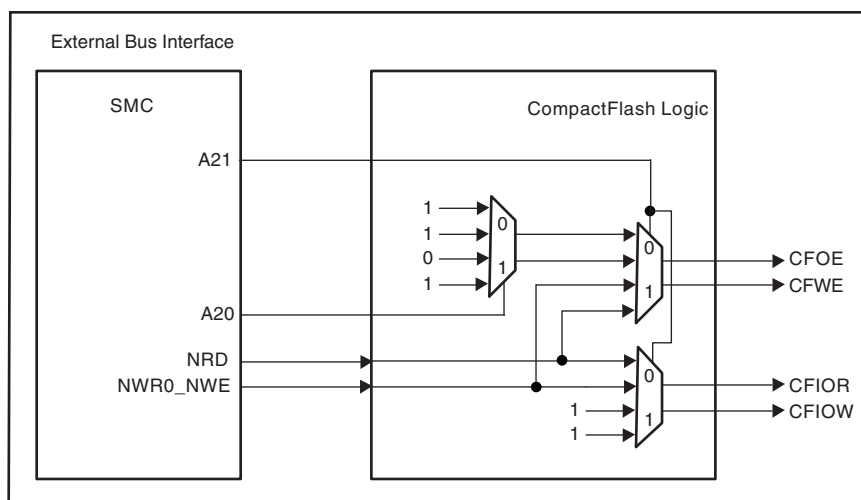 External Bus Interface
SMC
CompactFlash Logic
A21
1
1
0
1
0
1
A20
0
1
CFOE
CFWE
NRD
NWR0_NWE
0
1
1
1
CFIOR
CFIOW